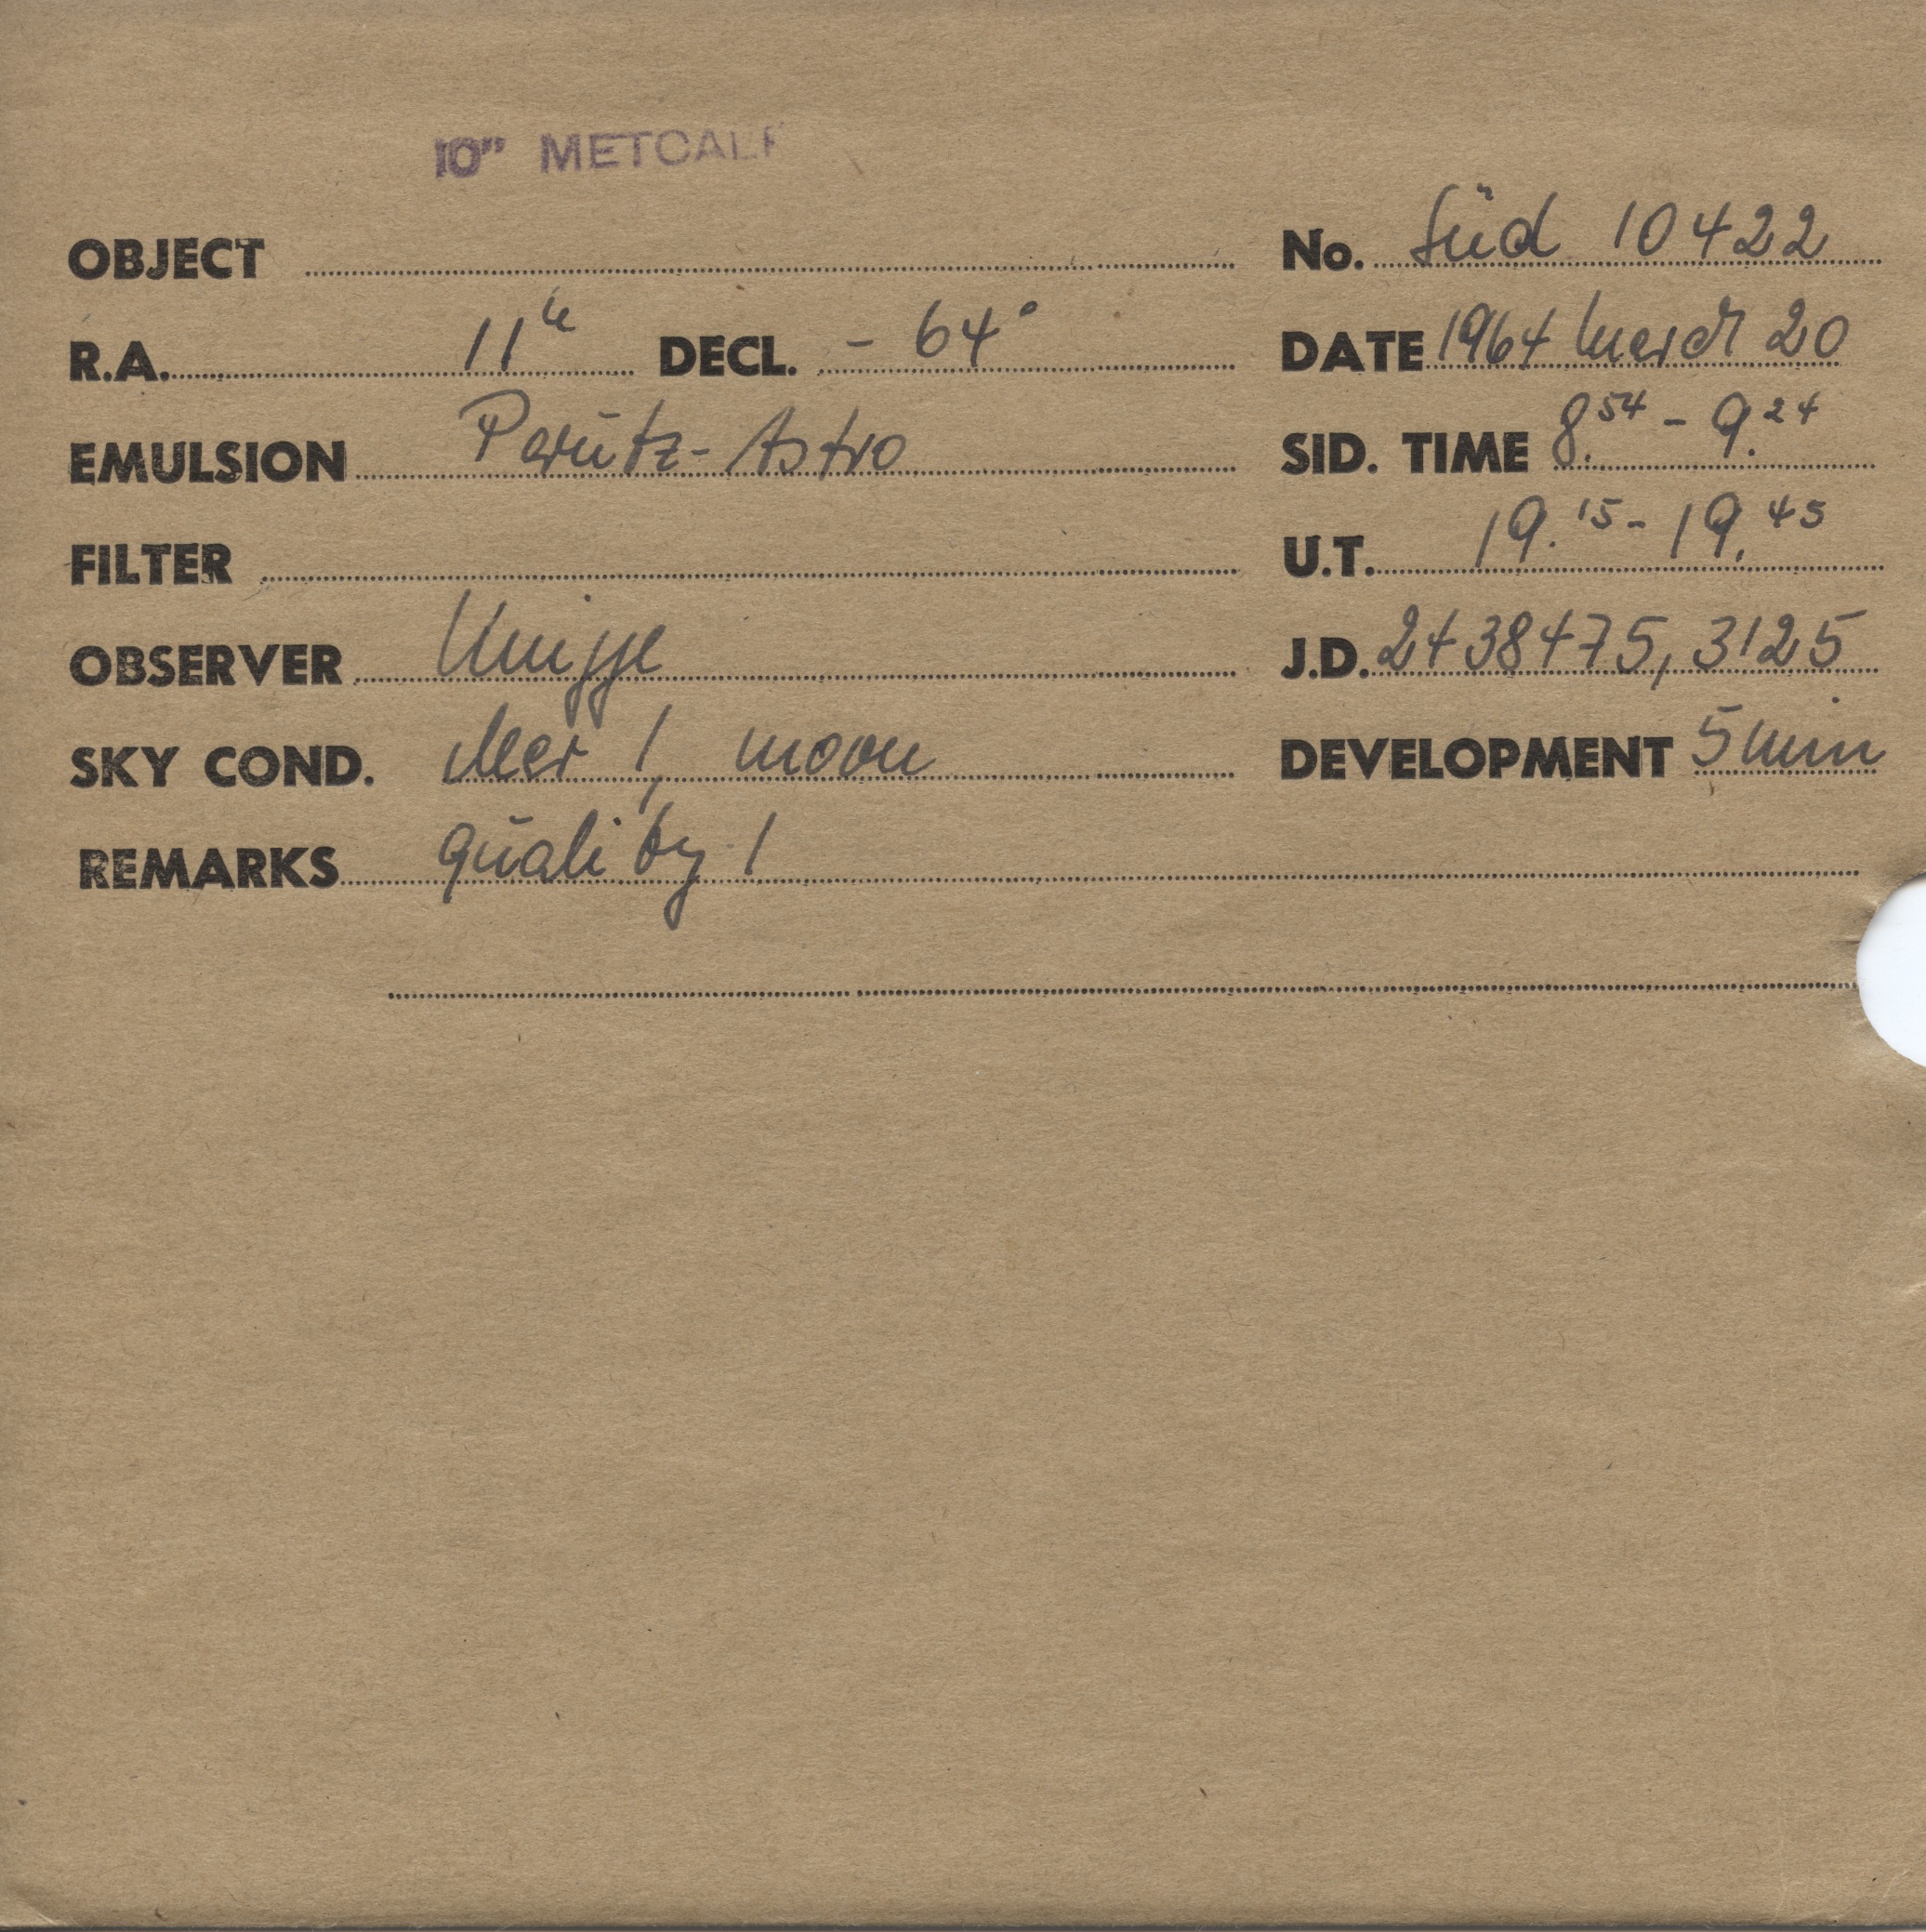 10" METCALF
OBJECT No. Süd 10422
R.A. 11h DECL. - 64° DATE 1964 March 20
EMULSION Perutz-Astro SID. TIME 8.54 - 9.24
FILTER U.T. 19.15 - 19.45
OBSERVER J.D. 2438475,3125
SKY COND. clear 1, moon DEVELOPMENT 5 min
REMARKS quality 1